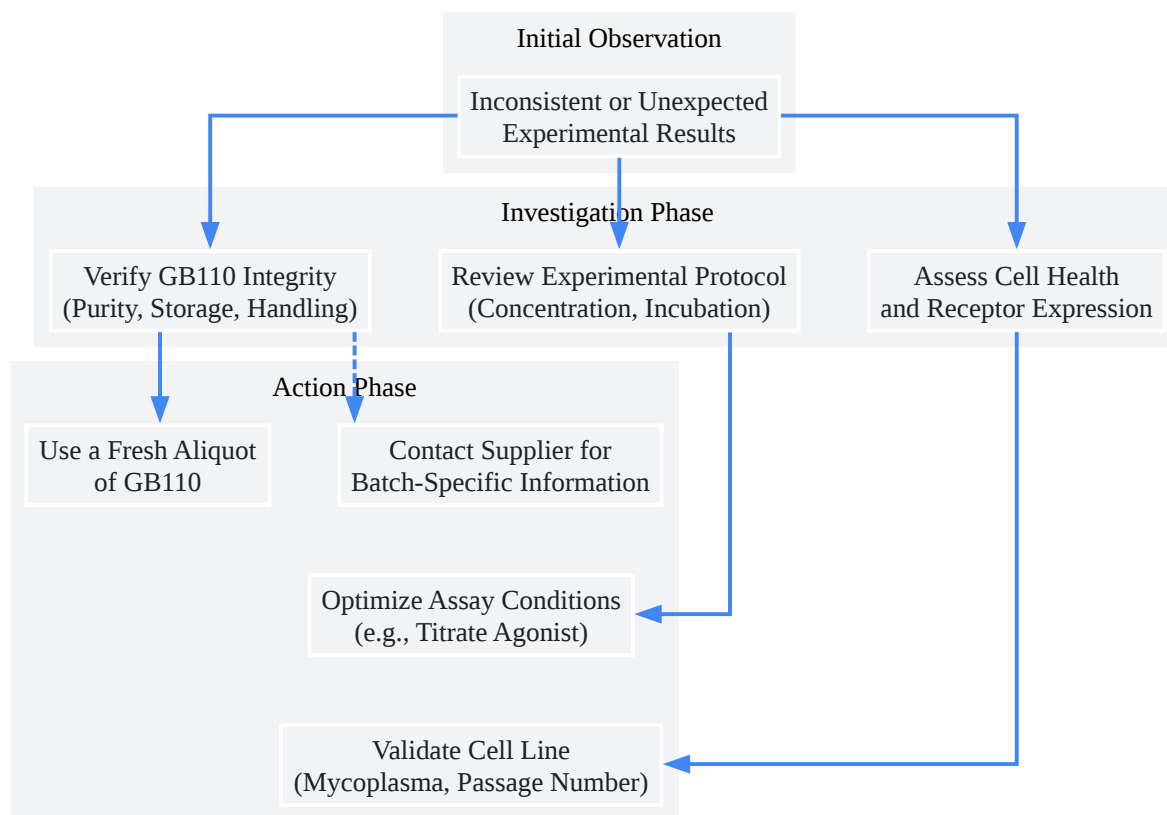 Initial Observation
Inconsistent or Unexpected
Experimental Results
Investigation Phase
Verify GB110 Integrity
(Purity, Storage, Handling)
Review Experimental Protocol
(Concentration, Incubation)
Assess Cell Health
and Receptor Expression
Action Phase
Use a Fresh Aliquot
of GB110
Contact Supplier for
Batch-Specific Information
Optimize Assay Conditions
(e.g., Titrate Agonist)
Validate Cell Line
(Mycoplasma, Passage Number)